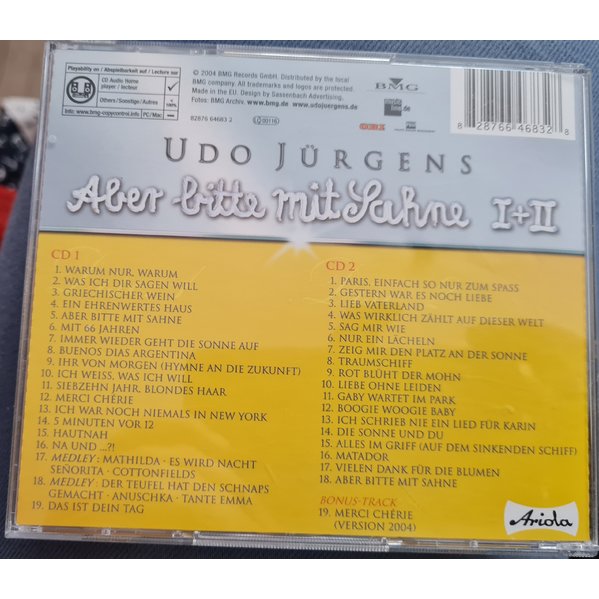 Playability on / Abspielbarkeit auf / Lecture sur
CD Audio Home
player / lecteur
Others/Sonstige/Autres
100%
www.bmg-copycontrol.info
PC/Mac
© 2004 BMG Records GmbH. Distributed by the local
BMG company. All trademarks and logos are protected.
Made in the EU. Design by Sassenbach Advertising.
Fotos: BMG Archiv. www.bmg.de www.udojuergens.de
82876 64683 2
LC 00116
BMG
GEMA
8 28766 46832 8
UDO JÜRGENS
Aber bitte mit Sahne I+II
CD 1
1. WARUM NUR, WARUM
2. WAS ICH DIR SAGEN WILL
3. GRIECHISCHER WEIN
4. EIN EHRENWERTES HAUS
5. ABER BITTE MIT SAHNE
6. MIT 66 JAHREN
7. IMMER WIEDER GEHT DIE SONNE AUF
8. BUENOS DIAS ARGENTINA
9. IHR VON MORGEN (HYMNE AN DIE ZUKUNFT)
10. ICH WEISS, WAS ICH WILL
11. SIEBZEHN JAHR, BLONDES HAAR
12. MERCI CHÉRIE
13. ICH WAR NOCH NIEMALS IN NEW YORK
14. 5 MINUTEN VOR 12
15. HAUTNAH
16. NA UND ...?!
17. MEDLEY: MATHILDA · ES WIRD NACHT
SEÑORITA · COTTONFIELDS
18. MEDLEY: DER TEUFEL HAT DEN SCHNAPS
GEMACHT · ANUSCHKA · TANTE EMMA
19. DAS IST DEIN TAG
CD 2
1. PARIS, EINFACH SO NUR ZUM SPASS
2. GESTERN WAR ES NOCH LIEBE
3. LIEB VATERLAND
4. WAS WIRKLICH ZÄHLT AUF DIESER WELT
5. SAG MIR WIE
6. NUR EIN LÄCHELN
7. ZEIG MIR DEN PLATZ AN DER SONNE
8. TRAUMSCHIFF
9. ROT BLÜHT DER MOHN
10. LIEBE OHNE LEIDEN
11. GABY WARTET IM PARK
12. BOOGIE WOOGIE BABY
13. ICH SCHRIEB NIE EIN LIED FÜR KARIN
14. DIE SONNE UND DU
15. ALLES IM GRIFF (AUF DEM SINKENDEN SCHIFF)
16. MATADOR
17. VIELEN DANK FÜR DIE BLUMEN
18. ABER BITTE MIT SAHNE
BONUS-TRACK
19. MERCI CHÉRIE
(VERSION 2004)
Ariola